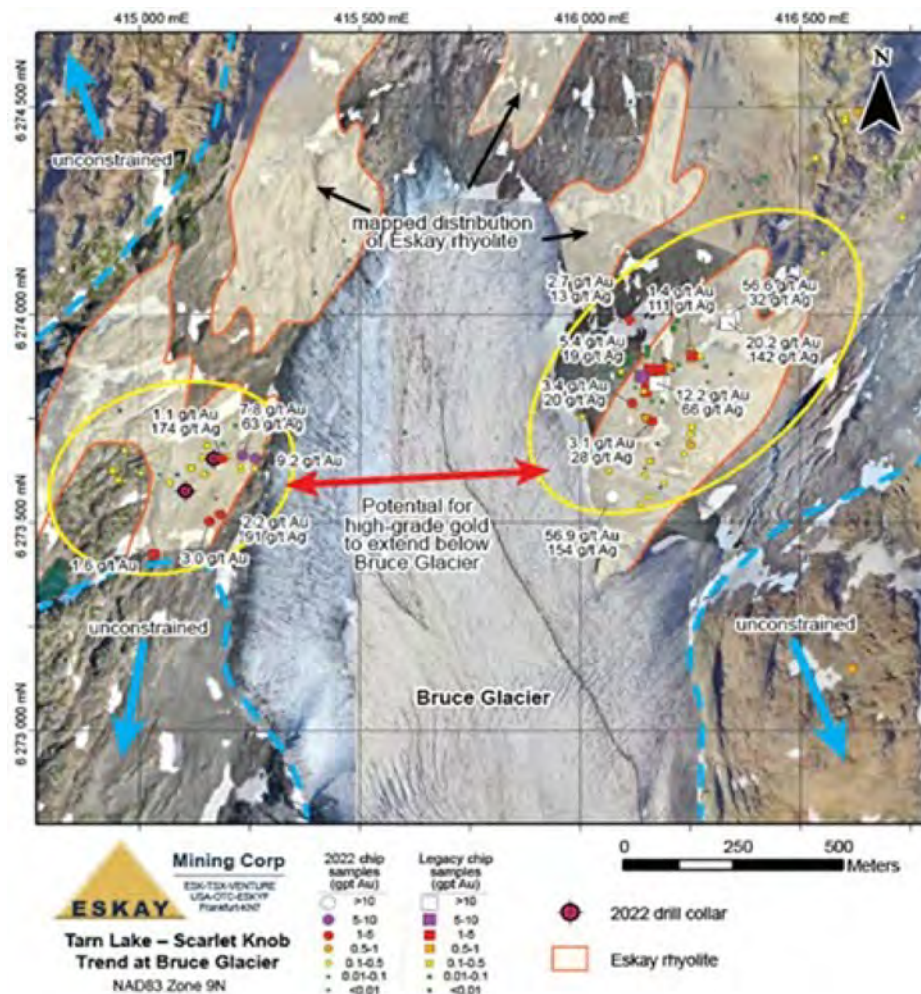 415 000 mE
415 500 mE
416 000 mE
416 500 mE
6 274 500 mN
6 274 000 mN
6 273 500 mN
6 273 000 mN
N
unconstrained
mapped distribution
of Eskay rhyolite
2.7 g/t Au
13 g/t Ag
1.4 g/t Au
111 g/t Ag
56.6 g/t Au
32 g/t Ag
5.4 g/t Au
19 g/t Ag
20.2 g/t Au
142 g/t Ag
3.4 g/t Au
20 g/t Ag
12.2 g/t Au
66 g/t Ag
3.1 g/t Au
28 g/t Ag
56.9 g/t Au
154 g/t Ag
1.1 g/t Au
174 g/t Ag
7.8 g/t Au
63 g/t Ag
9.2 g/t Au
2.2 g/t Au
191 g/t Ag
3.0 g/t Au
1.6 g/t Au
Potential for
high-grade gold
to extend below
Bruce Glacier
unconstrained
unconstrained
Bruce Glacier
ESKAY
Mining Corp
ESK-TSX-VENTURE
USA-OTC-ESKYF
Frankfurt-KN7
Tarn Lake – Scarlet Knob
Trend at Bruce Glacier
NAD83 Zone 9N
2022 chip
samples
(gpt Au)
>10
5-10
1-5
0.5-1
0.1-0.5
0.01-0.1
<0.01
Legacy chip
samples
(gpt Au)
>10
5-10
1-5
0.5-1
0.1-0.5
0.01-0.1
<0.01
0 250 500
Meters
2022 drill collar
Eskay rhyolite